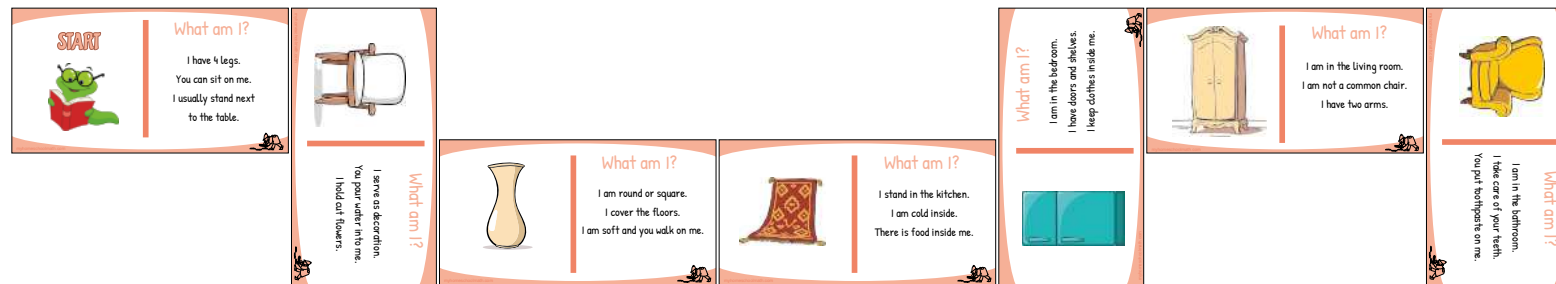 START
What am I?
I have 4 legs.
You can sit on me.
I usually stand next
to the table.
What am I?
I serve as decoration.
You pour water in to me.
I hold cut flowers.
What am I?
I am round or square.
I cover the floors.
I am soft and you walk on me.
What am I?
I stand in the kitchen.
I am cold inside.
There is food inside me.
What am I?
I am in the bedroom.
I have doors and shelves.
I keep clothes inside me.
What am I?
I am in the living room.
I am not a common chair.
I have two arms.
What am I?
I am in the bathroom.
I take care of your teeth.
You put toothpaste on me.